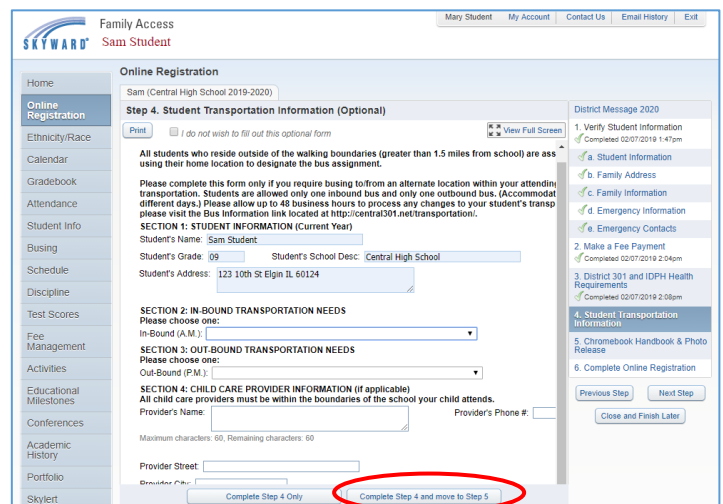 Mary Student My Account Contact Us Email History Exit
SKYWARD® Family Access
Sam Student
Home
Online
Registration
Ethnicity/Race
Calendar
Gradebook
Attendance
Student Info
Busing
Schedule
Discipline
Test Scores
Fee
Management
Activities
Educational
Milestones
Conferences
Academic
History
Portfolio
Skylert
Online Registration
Sam (Central High School 2019-2020)
Step 4. Student Transportation Information (Optional)
Print I do not wish to fill out this optional form View Full Screen
All students who reside outside of the walking boundaries (greater than 1.5 miles from school) are ass
using their home location to designate the bus assignment.
Please complete this form only if you require busing to/from an alternate location within your attending
transportation. Students are allowed only one inbound bus and only one outbound bus. (Accommodat
different days.) Please allow up to 48 business hours to process any changes to your student's transp
please visit the Bus Information link located at http://central301.net/transportation/.
SECTION 1: STUDENT INFORMATION (Current Year)
Student's Name: Sam Student
Student's Grade: 09 Student's School Desc: Central High School
Student's Address: 123 10th St Elgin IL 60124
SECTION 2: IN-BOUND TRANSPORTATION NEEDS
Please choose one:
In-Bound (A.M.):
SECTION 3: OUT-BOUND TRANSPORTATION NEEDS
Please choose one:
Out-Bound (P.M.):
SECTION 4: CHILD CARE PROVIDER INFORMATION (if applicable)
All child care providers must be within the boundaries of the school your child attends.
Provider's Name: Provider's Phone #:
Maximum characters: 60, Remaining characters: 60
Provider Street:
Provider City:
Complete Step 4 Only Complete Step 4 and move to Step 5
District Message 2020
1. Verify Student Information
Completed 02/07/2019 1:47pm
a. Student Information
b. Family Address
c. Family Information
d. Emergency Information
e. Emergency Contacts
2. Make a Fee Payment
Completed 02/07/2019 2:04pm
3. District 301 and IDPH Health
Requirements
Completed 02/07/2019 2:08pm
4. Student Transportation
Information
5. Chromebook Handbook & Photo
Release
6. Complete Online Registration
Previous Step Next Step
Close and Finish Later